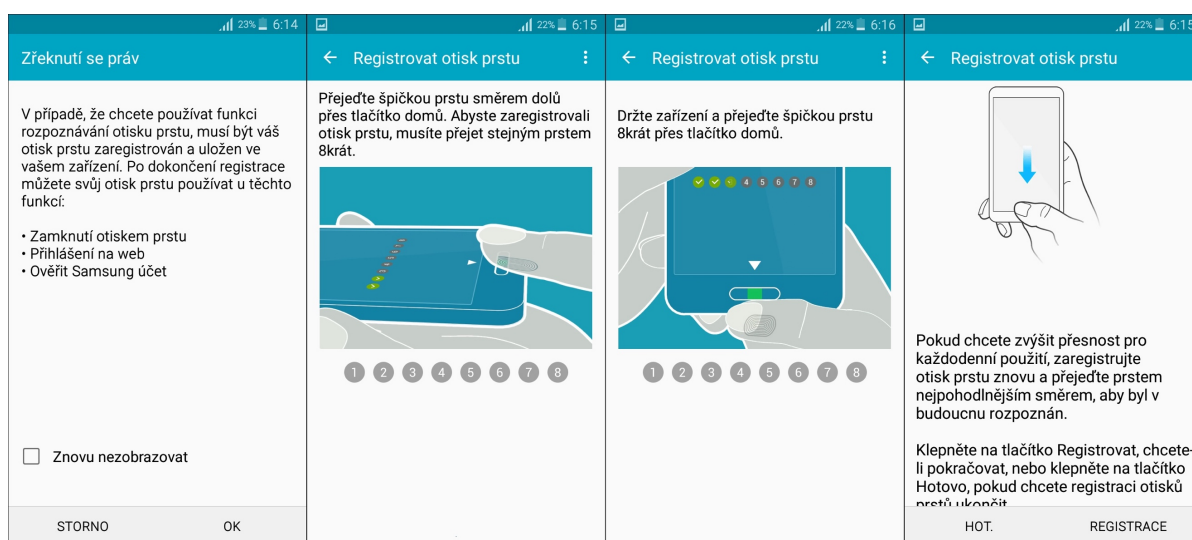 23% 6:14
Zřeknutí se práv
V případě, že chcete používat funkci
rozpoznávání otisku prstu, musí být váš
otisk prstu zaregistrován a uložen ve
vašem zařízení. Po dokončení registrace
můžete svůj otisk prstu používat u těchto
funkcí:
• Zamknutí otiskem prstu
• Přihlášení na web
• Ověřit Samsung účet
Znovu nezobrazovat
STORNO OK
22% 6:15
Registrovat otisk prstu
Přejeďte špičkou prstu směrem dolů
přes tlačítko domů. Abyste zaregistrovali
otisk prstu, musíte přejet stejným prstem
8krát.
1 2 3 4 5 6 7 8
22% 6:16
Registrovat otisk prstu
Držte zařízení a přejeďte špičkou prstu
8krát přes tlačítko domů.
4 5 6 7 8
1 2 3 4 5 6 7 8
22% 6:15
Registrovat otisk prstu
Pokud chcete zvýšit přesnost pro
každodenní použití, zaregistrujte
otisk prstu znovu a přejeďte prstem
nejpohodlnějším směrem, aby byl v
budoucnu rozpoznán.
Klepněte na tlačítko Registrovat, chcete-
li pokračovat, nebo klepněte na tlačítko
Hotovo, pokud chcete registraci otisků
prstů ukončit
HOT. REGISTRACE